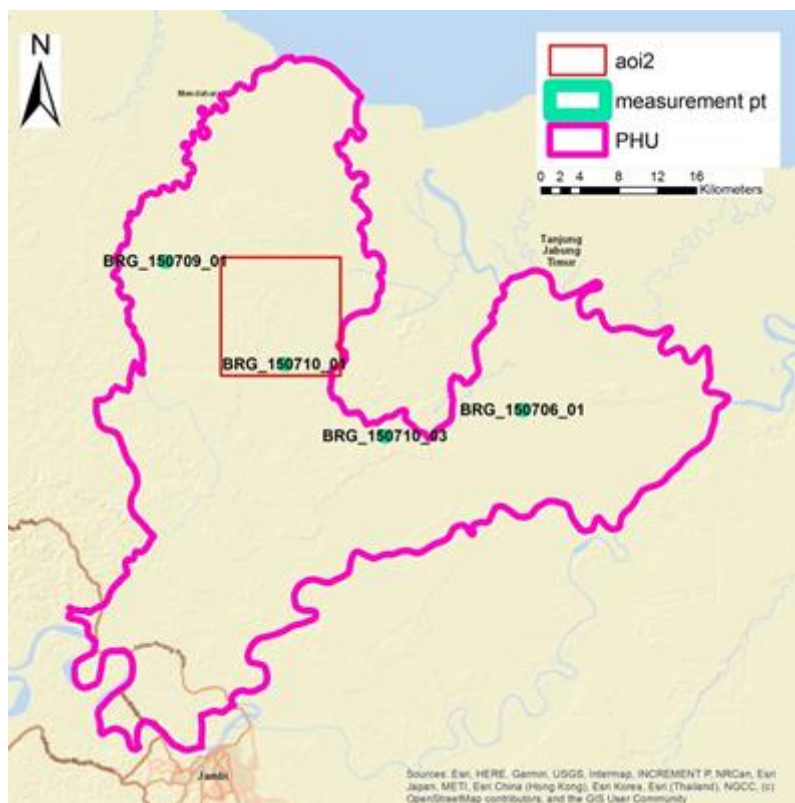 N
aoi2
measurement pt
PHU
0 2 4 8 12 16
Kilometers
Mendahara
Tanjung
Jabung
Timur
BRG_150709_01
BRG_150710_01
BRG_150706_01
BRG_150710_03
Jambi
Sources: Esri, HERE, Garmin, USGS, Intermap, INCREMENT P, NRCan, Esri
Japan, METI, Esri China (Hong Kong), Esri Korea, Esri (Thailand), NGCC, (c)
OpenStreetMap contributors, and the GIS User Community